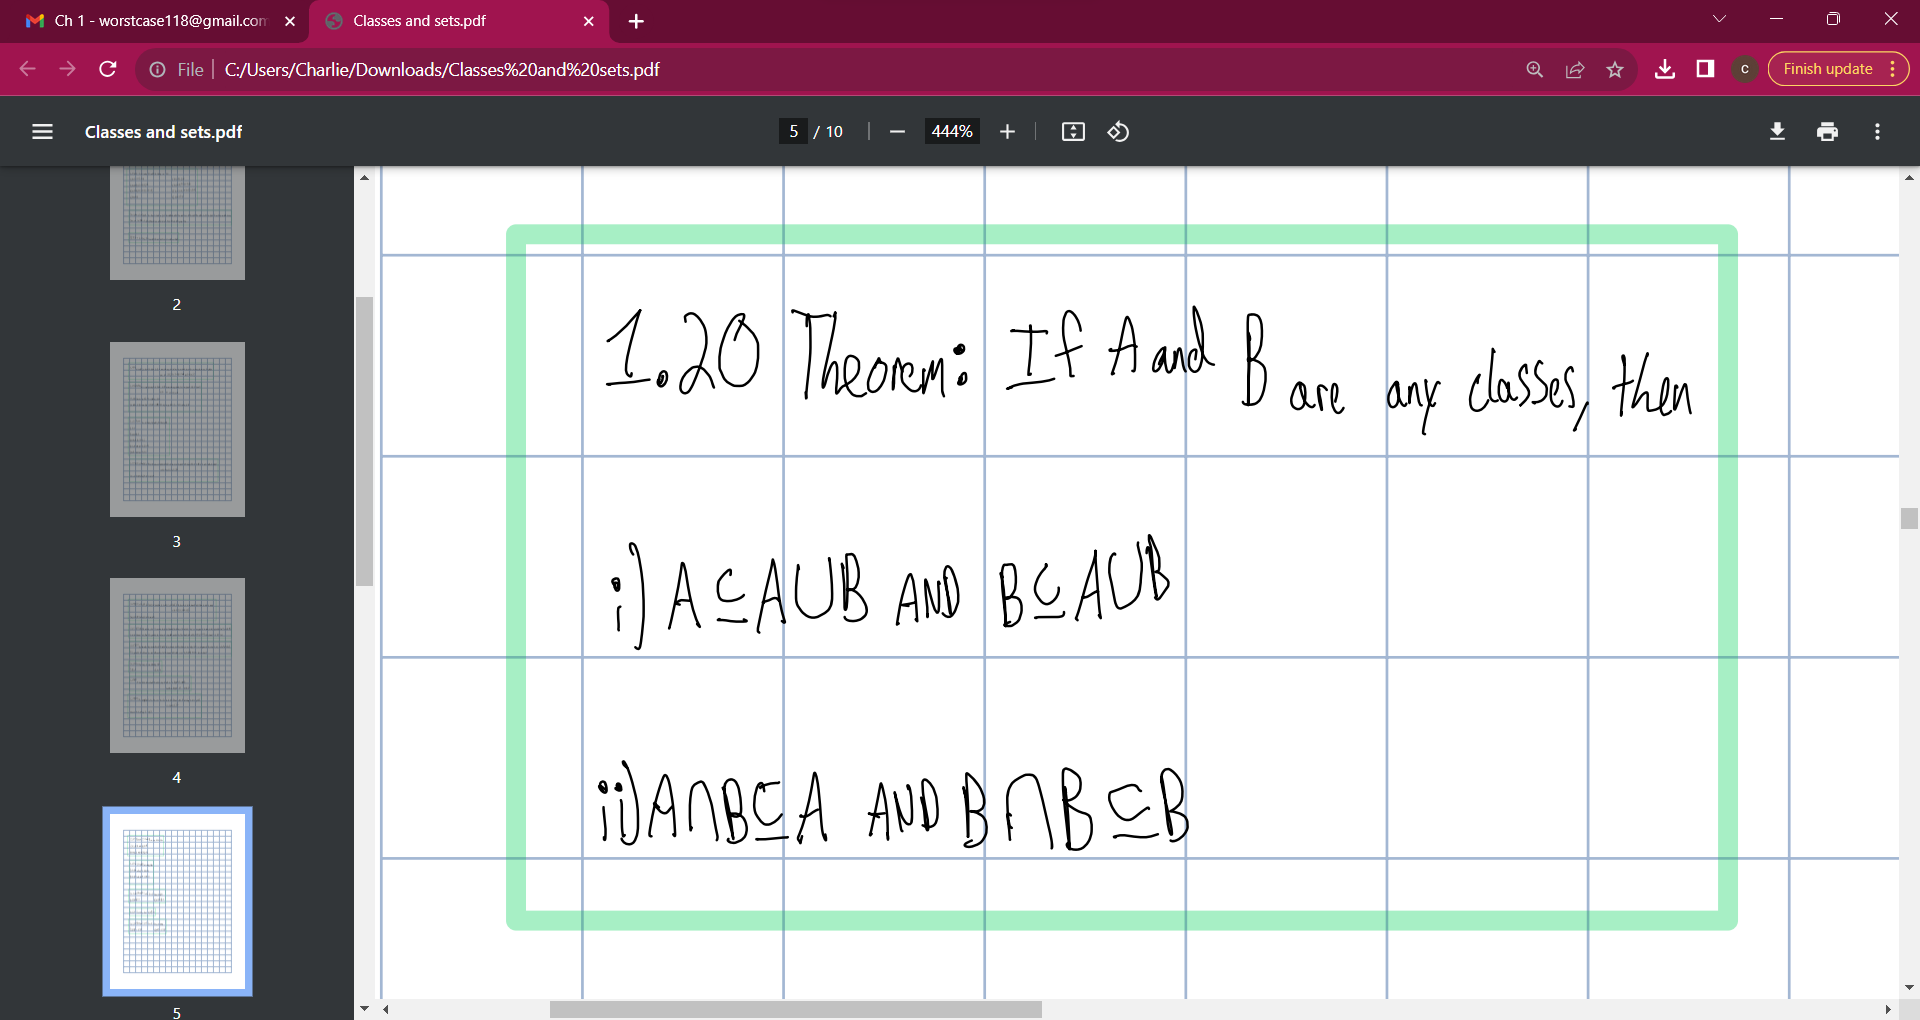 Ch 1 - worstcase118@gmail.com
Classes and sets.pdf
File
C:/Users/Charlie/Downloads/Classes%20and%20sets.pdf
C
Finish update
Classes and sets.pdf
5 / 10
444%
2
3
4
5
1.20 Theorem: If A and B are any classes, then
i) A ⊆ A ∪ B AND B ⊆ A ∪ B
ii) A ∩ B ⊆ A AND B ∩ B ⊆ B